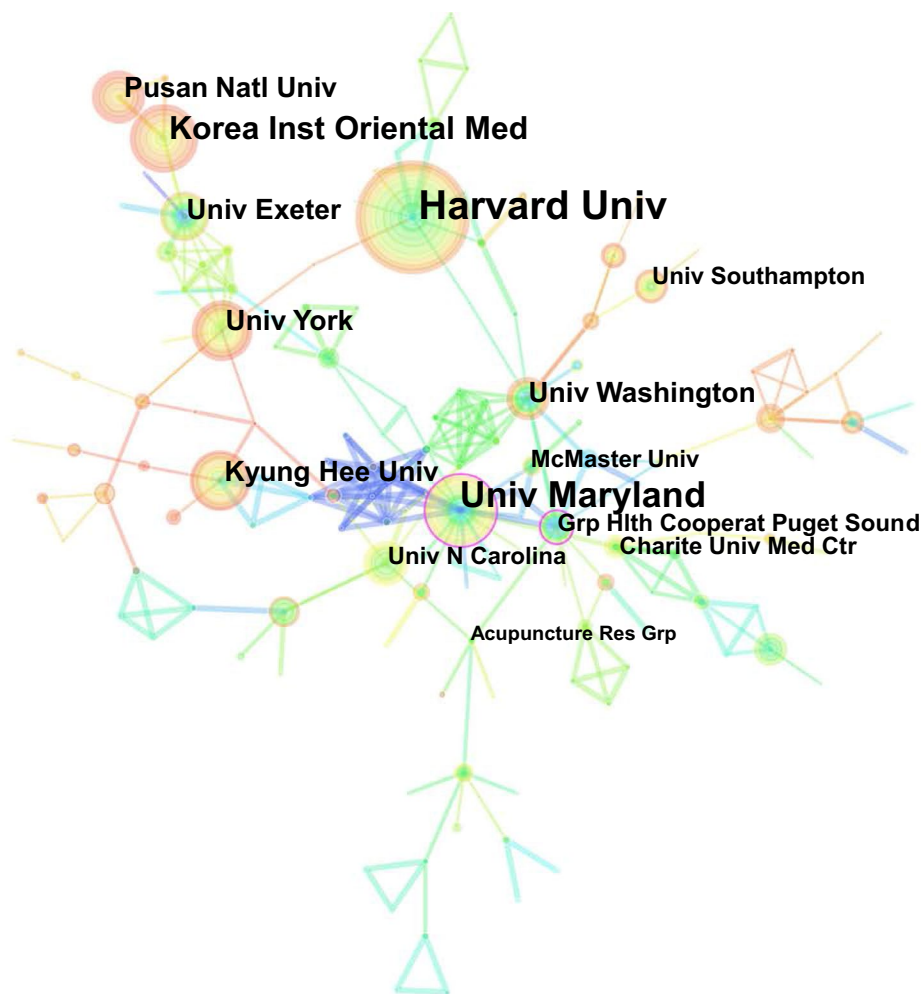 Pusan Natl Univ
Korea Inst Oriental Med
Harvard Univ
Univ Exeter
Univ Southampton
Univ York
Univ Washington
McMaster Univ
Kyung Hee Univ
Univ Maryland
Grp Hlth Cooperat Puget Sound
Charite Univ Med Ctr
Univ N Carolina
Acupuncture Res Grp